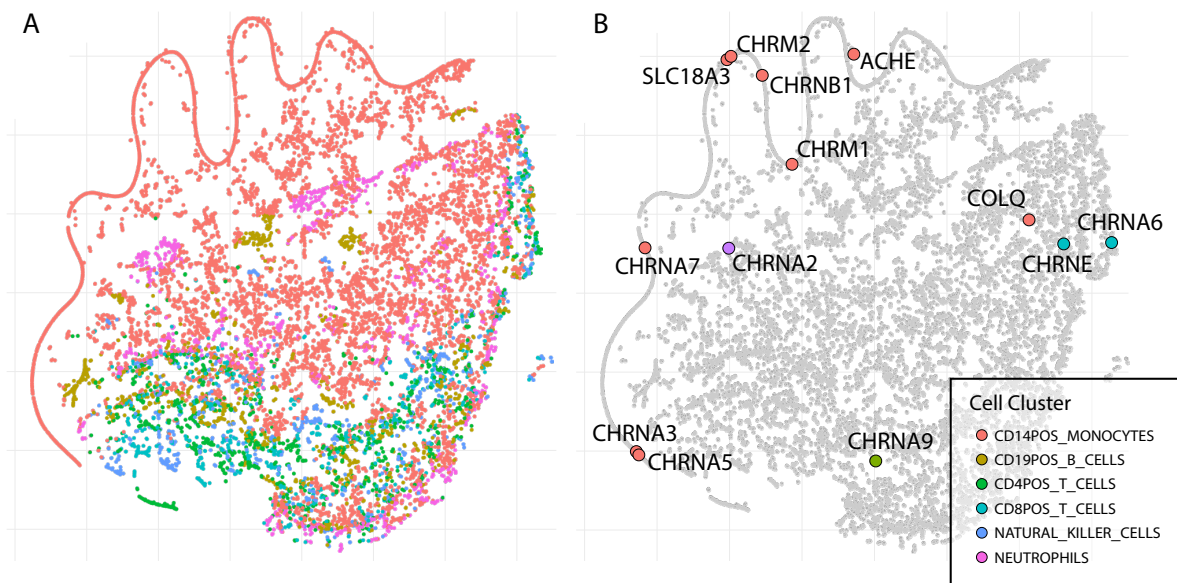 A
B
CHRM2
ACHE
SLC18A3
CHRNB1
CHRM1
COLQ
CHRNA6
CHRNA7
CHRNA2
CHRNE
CHRNA3
CHRNA5
CHRNA9
Cell Cluster
CD14POS_MONOCYTES
CD19POS_B_CELLS
CD4POS_T_CELLS
CD8POS_T_CELLS
NATURAL_KILLER_CELLS
NEUTROPHILS